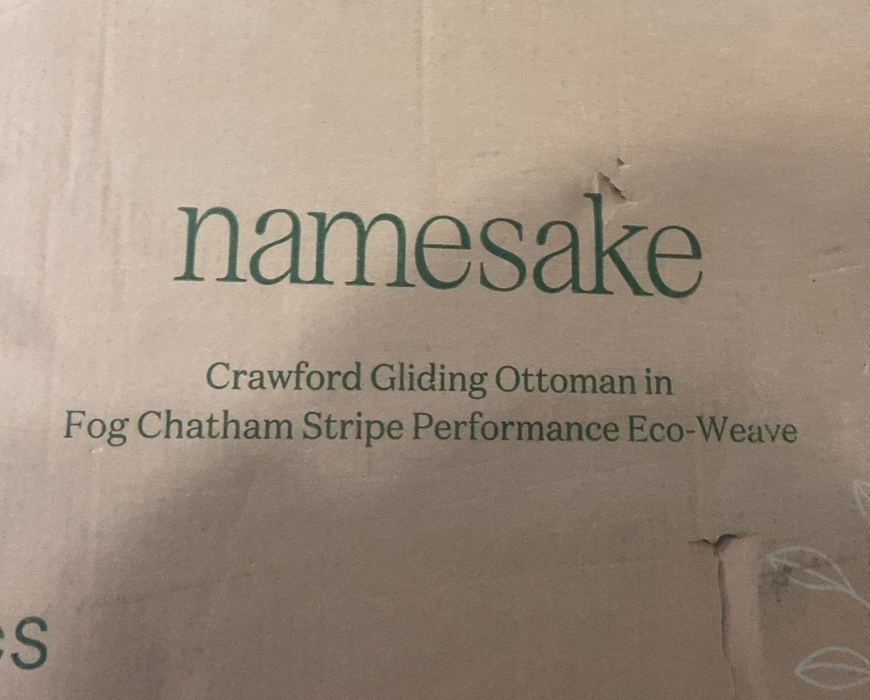 namesake
Crawford Gliding Ottoman in
Fog Chatham Stripe Performance Eco-Weave